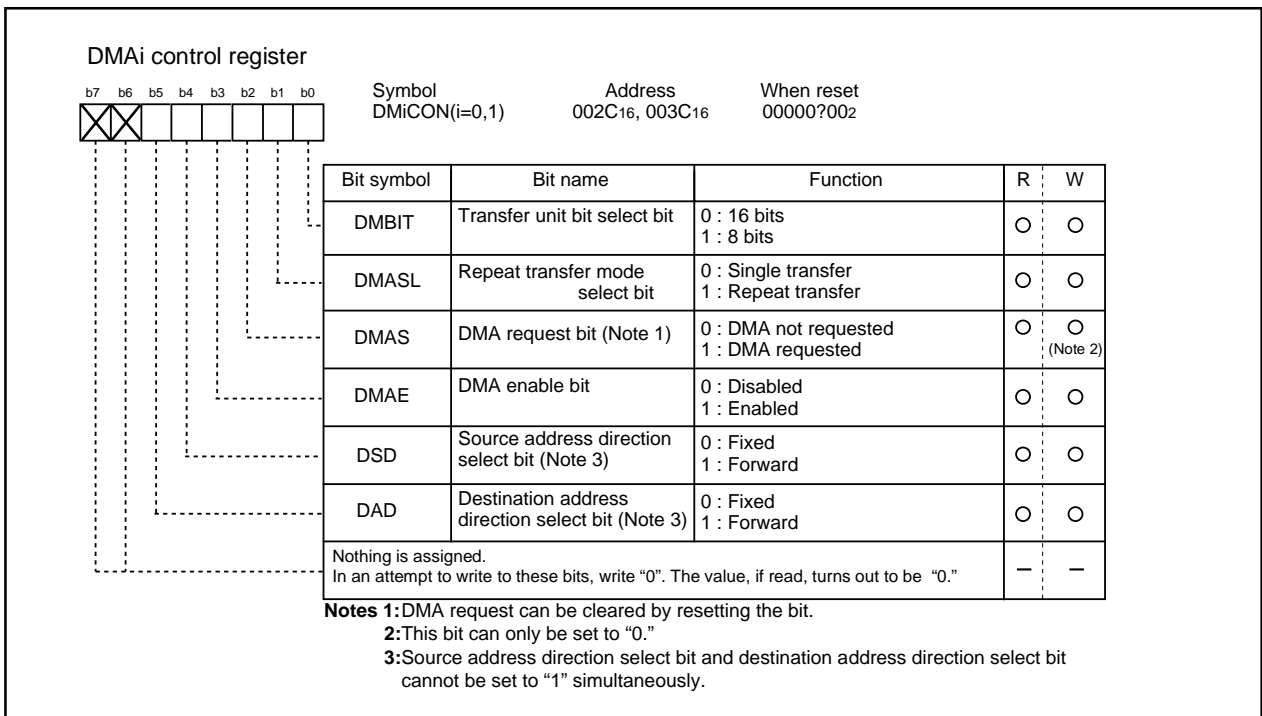 DMAi control register
b7 b6 b5 b4 b3 b2 b1 b0
Symbol Address When reset
DMiCON(i=0,1) 002C16, 003C16 00000?002
Bit symbol Bit name Function R W
DMBIT Transfer unit bit select bit 0 : 16 bits
1 : 8 bits
DMASL Repeat transfer mode
select bit 0 : Single transfer
1 : Repeat transfer
DMAS DMA request bit (Note 1) 0 : DMA not requested
1 : DMA requested
(Note 2)
DMAE DMA enable bit 0 : Disabled
1 : Enabled
DSD Source address direction
select bit (Note 3) 0 : Fixed
1 : Forward
DAD Destination address
direction select bit (Note 3) 0 : Fixed
1 : Forward
Nothing is assigned.
In an attempt to write to these bits, write “0”. The value, if read, turns out to be “0.”
Notes 1:DMA request can be cleared by resetting the bit.
2:This bit can only be set to “0.”
3:Source address direction select bit and destination address direction select bit
cannot be set to “1” simultaneously.